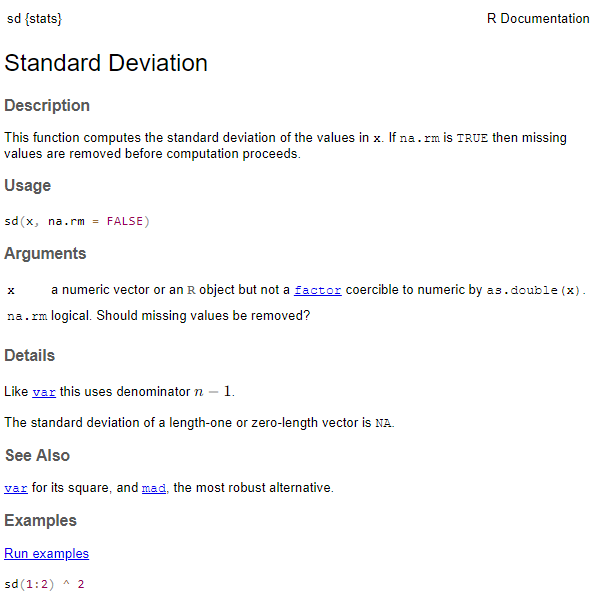 sd {stats} R Documentation
Standard Deviation
Description
This function computes the standard deviation of the values in x. If na.rm is TRUE then missing
values are removed before computation proceeds.
Usage
sd(x, na.rm = FALSE)
Arguments
x a numeric vector or an R object but not a factor coercible to numeric by as.double(x).
na.rm logical. Should missing values be removed?
Details
Like var this uses denominator n − 1.
The standard deviation of a length-one or zero-length vector is NA.
See Also
var for its square, and mad, the most robust alternative.
Examples
Run examples
sd(1:2) ^ 2